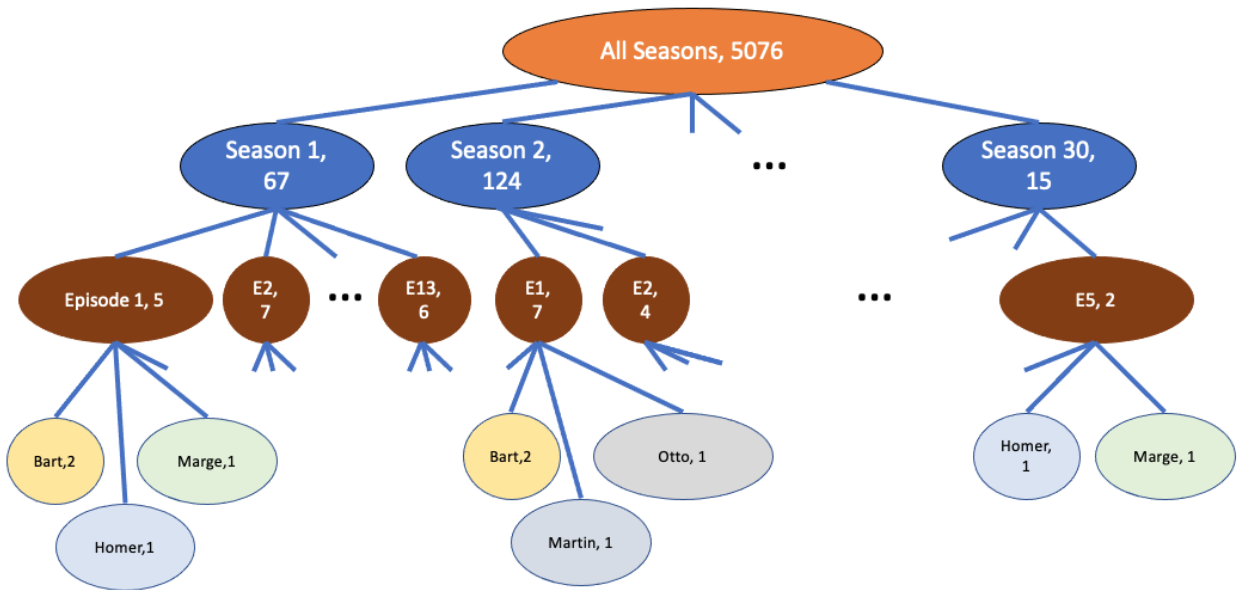 All Seasons, 5076
Season 1,
67
Season 2,
124
...
Season 30,
15
Episode 1, 5
E2,
7
...
E13,
6
E1,
7
E2,
4
...
E5, 2
Bart,2
Marge,1
Homer,1
Bart,2
Otto, 1
Martin, 1
Homer,
1
Marge, 1